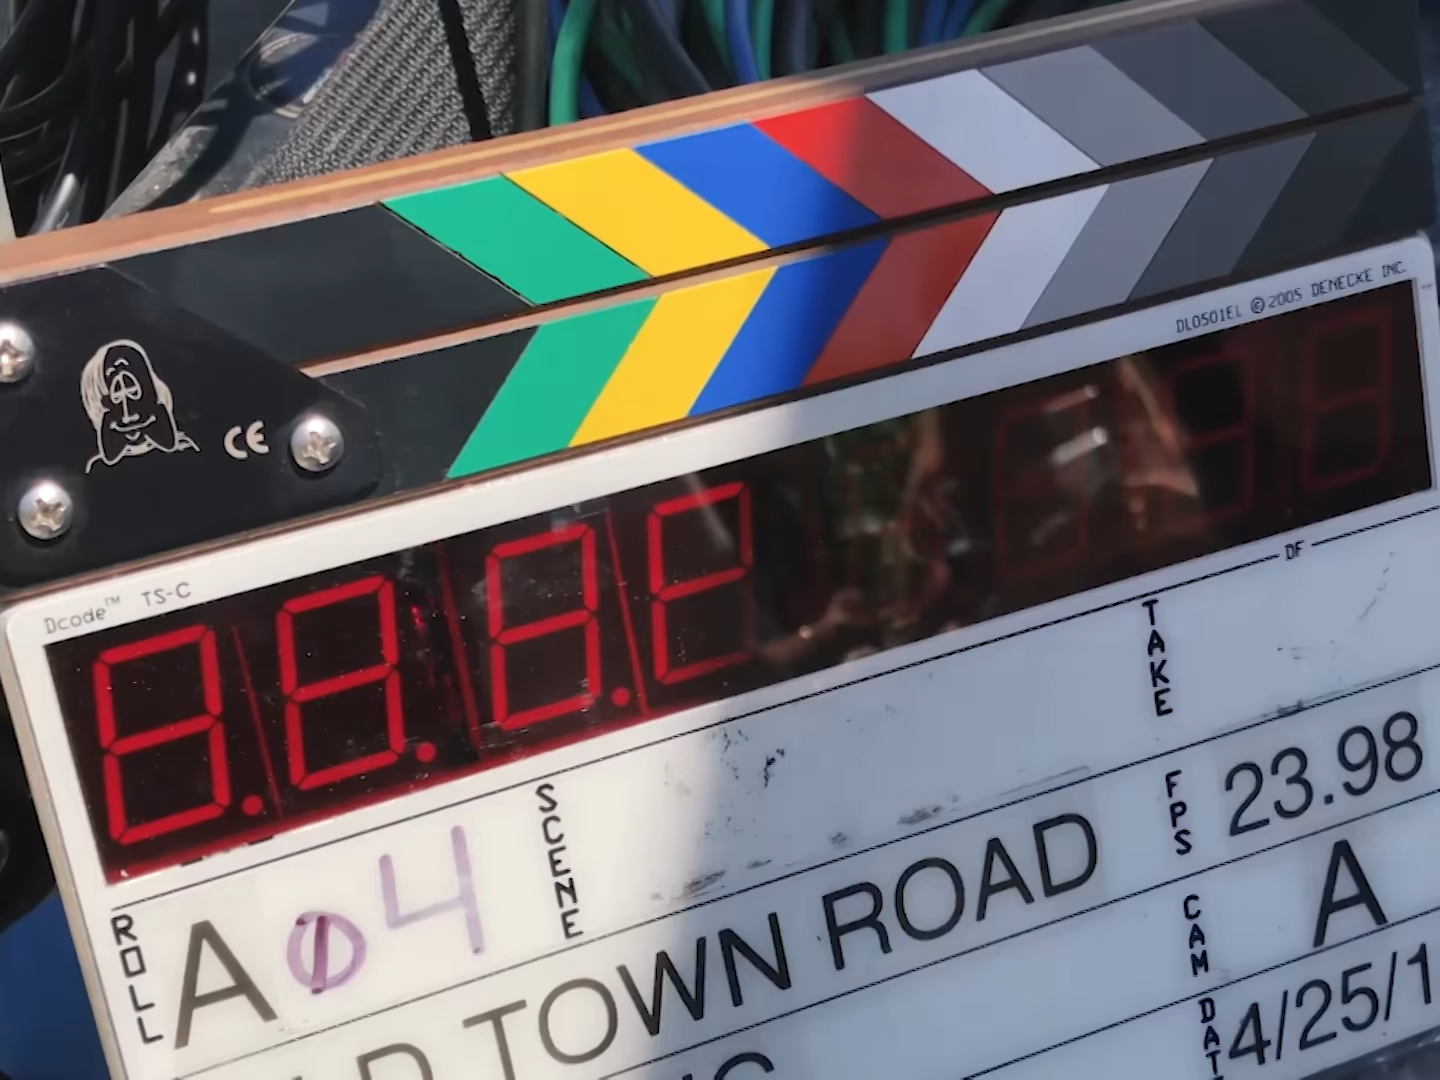 CE
DL0501EL ©2005 DENECKE INC.
Dcode™ TS-C
DF
ROLL
A04
SCENE
TAKE
FPS
23.98
TOWN ROAD
CAM
A
4/25/1